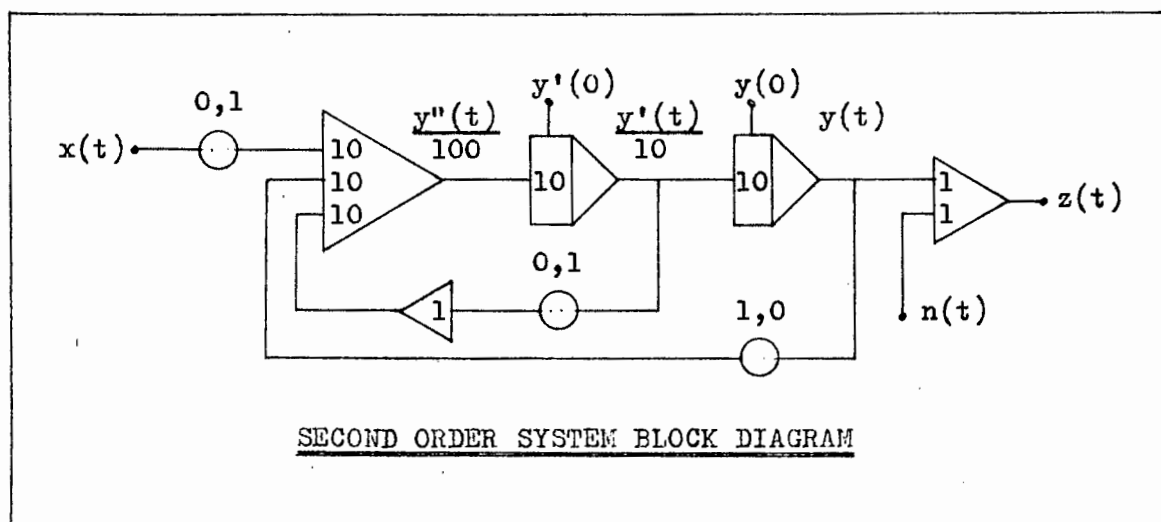 0,1
x(t)
10
10
10
y"(t)
100
y'(0)
10
y'(t)
10
y(0)
10
y(t)
1
1
z(t)
n(t)
0,1
1
1,0
SECOND ORDER SYSTEM BLOCK DIAGRAM